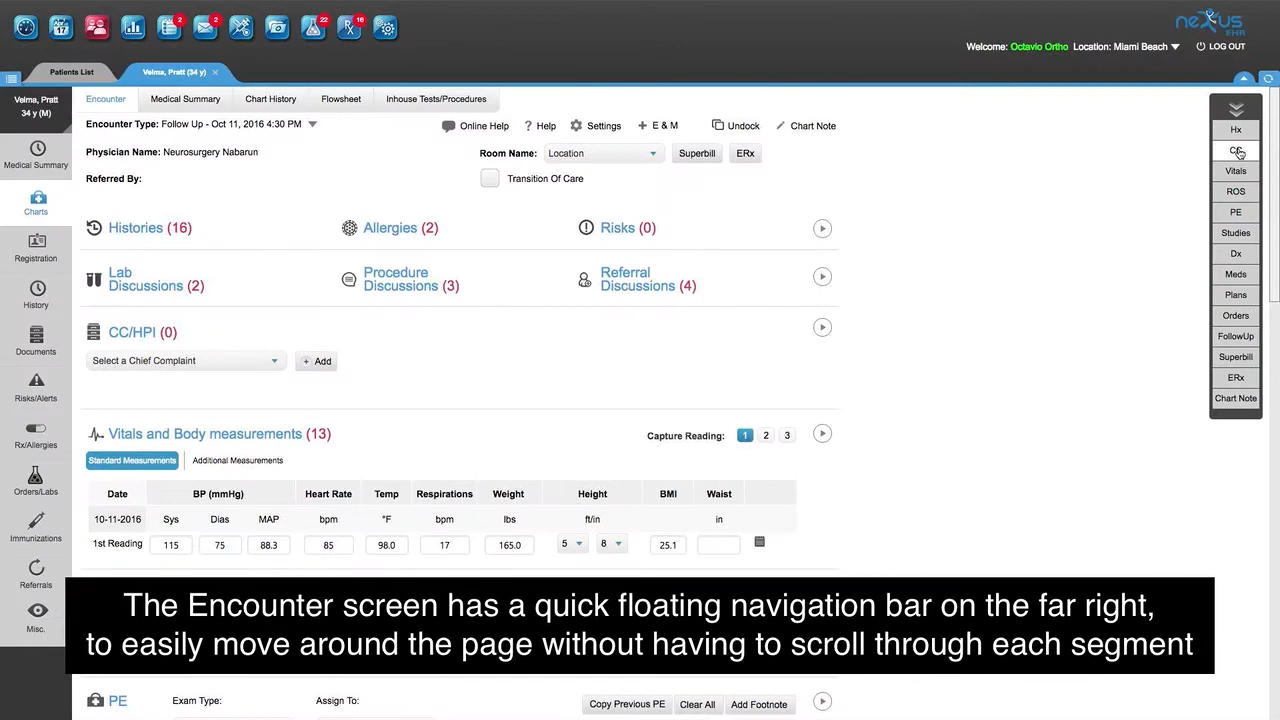 2
2
22
16
APR
17
neXus
EHR
Welcome: Octavio Ortho Location: Miami Beach
LOG OUT
Patients List
Velma, Pratt (34 y) ×
Velma, Pratt
34 y (M)
Medical Summary
Charts
Registration
History
Documents
Risks/Alerts
Rx/Allergies
Orders/Labs
Immunizations
Referrals
Misc.
Encounter
Medical Summary
Chart History
Flowsheet
Inhouse Tests/Procedures
Encounter Type: Follow Up - Oct 11, 2016 4:30 PM
Online Help
? Help
Settings
+ E & M
Undock
Chart Note
Physician Name: Neurosurgery Nabarun
Room Name: Location
Superbill
ERx
Referred By:
Transition Of Care
Histories (16)
Allergies (2)
Risks (0)
Lab
Discussions (2)
Procedure
Discussions (3)
Referral
Discussions (4)
CC/HPI (0)
Select a Chief Complaint
+ Add
Vitals and Body measurements (13)
Capture Reading: 1 2 3
Standard Measurements
Additional Measurements
Date BP (mmHg) Heart Rate Temp Respirations Weight Height BMI Waist
10-11-2016 Sys Dias MAP bpm °F bpm lbs ft/in in
1st Reading 115 75 88.3 85 98.0 17 165.0 5 8 25.1
The Encounter screen has a quick floating navigation bar on the far right,
to easily move around the page without having to scroll through each segment
PE
Exam Type:
Assign To:
Copy Previous PE
Clear All
Add Footnote
Hx
Vitals
ROS
PE
Studies
Dx
Meds
Plans
Orders
FollowUp
Superbill
ERx
Chart Note